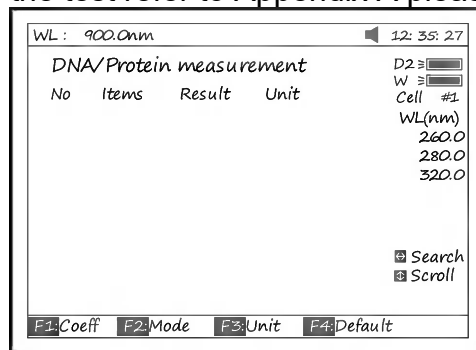 WL: 900.0nm 12:35:27
DNA/Protein measurement
D2
W
No Items Result Unit
Cell #1
WL(nm)
260.0
280.0
320.0
Search
Scroll
F1:Coeff F2:Mode F3:Unit F4:Default